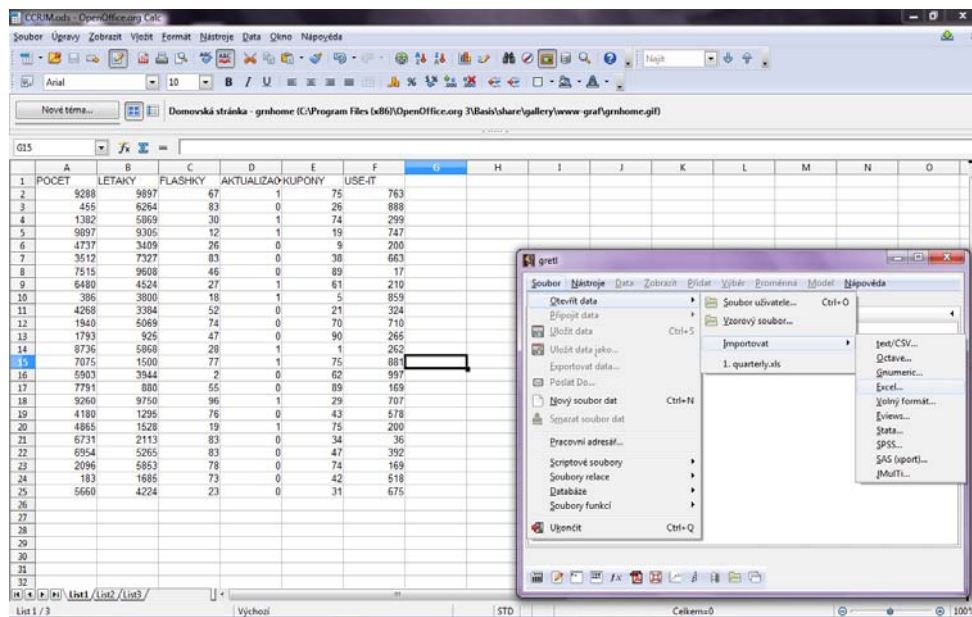 CCRJM.ods - OpenOffice.org Calc
Soubor Úpravy Zobrazit Vložit Formát Nástroje Data Okno Nápověda
Najít
Arial 10
Nové téma... Domovská stránka - grnhome (C:\Program Files (x86)\OpenOffice.org 3\Basis\share\gallery\www-graf\grnhome.gif)
G15
A B C D E F G H I J K L M N O
1 POCET LETAKY FLASHKY AKTUALIZAC KUPONY USE-IT
2 9288 9897 67 1 75 763
3 455 6264 83 0 26 888
4 1382 5869 30 1 74 299
5 9897 9305 12 1 19 747
6 4737 3409 26 0 9 200
7 3512 7327 83 0 38 663
8 7515 9608 46 0 89 17
9 6480 4524 27 1 61 210
10 386 3800 18 1 5 859
11 4268 3384 52 0 21 324
12 1940 5069 74 0 70 710
13 1793 925 47 0 90 265
14 8736 5868 28 1 1 262
15 7075 1500 77 1 75 881
16 5903 3944 2 0 62 997
17 7791 880 55 0 89 169
18 9260 9750 96 1 29 707
19 4180 1295 76 0 43 578
20 4865 1528 19 1 75 200
21 6731 2113 83 0 34 36
22 6954 5265 83 0 47 392
23 2096 5853 78 0 74 169
24 183 1685 73 0 42 518
25 5660 4224 23 0 31 675
26
27
28
29
30
31
32
List1 List2 List3
List 1 / 3 Výchozí STD Celkem=0 100%
gretl
Soubor Nástroje Data Zobrazit Přidat Výběr Proměnná Model Nápověda
Otevřít data
Připojit data
Uložit data Ctrl+S
Uložit data jako...
Exportovat data...
Poslat Do...
Nový soubor dat Ctrl+N
Smazat soubor dat
Pracovní adresář...
Scriptové soubory
Soubory relace
Databáze
Soubory funkcí
Ukončit Ctrl+Q
Soubor uživatele... Ctrl+O
Vzorový soubor...
Importovat
1. quarterly.xls
text/CSV...
Octave...
Gnumeric...
Excel...
Volný formát...
Eviews...
Stata...
SPSS...
SAS (xport)...
JMulTi...